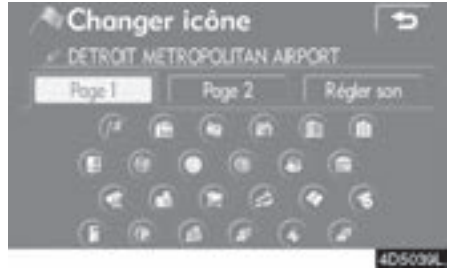 Changer icône
DETROIT METROPOLITAN AIRPORT
Page 1 Page 2 Régler son
4D5039L